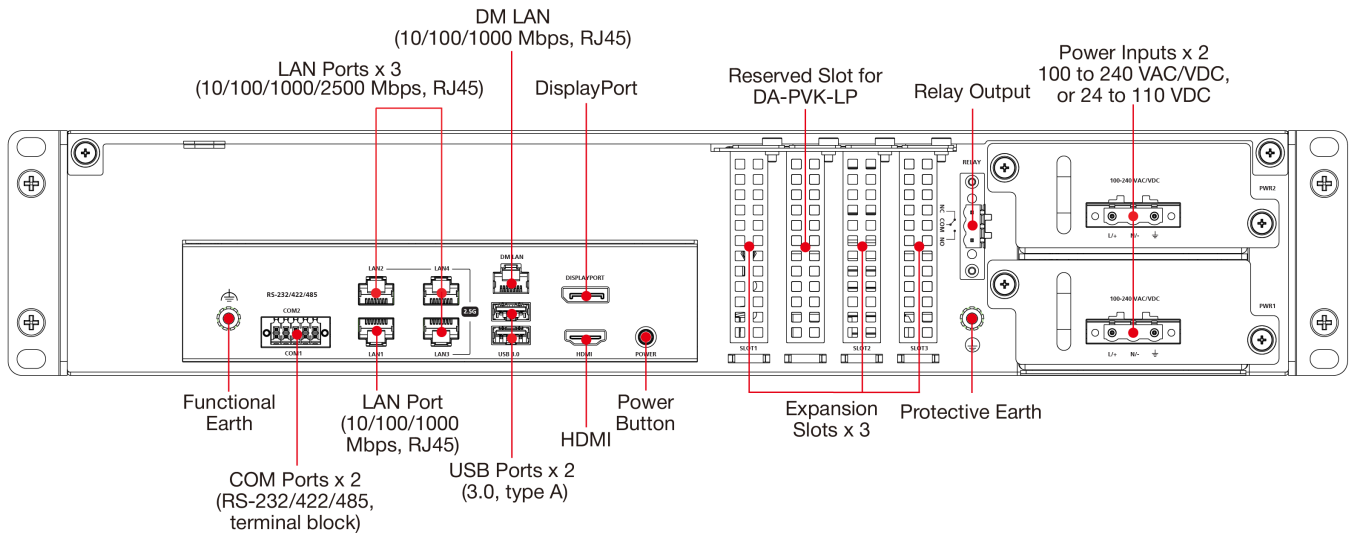 DM LAN
(10/100/1000 Mbps, RJ45)
LAN Ports x 3
(10/100/1000/2500 Mbps, RJ45)
DisplayPort
Reserved Slot for
DA-PVK-LP
Relay Output
Power Inputs x 2
100 to 240 VAC/VDC,
or 24 to 110 VDC
RELAY
NC COM NO
100-240 VAC/VDC
PWR2
L/+ N/-
100-240 VAC/VDC
PWR1
L/+ N/-
RS-232/422/485
COM2
COM1
LAN2
LAN4
LAN1
LAN3
2.5G
DM LAN
USB 3.0
DISPLAYPORT
HDMI
POWER
SLOT1
SLOT2
SLOT3
Functional
Earth
COM Ports x 2
(RS-232/422/485,
terminal block)
LAN Port
(10/100/1000
Mbps, RJ45)
USB Ports x 2
(3.0, type A)
HDMI
Power
Button
Expansion
Slots x 3
Protective Earth